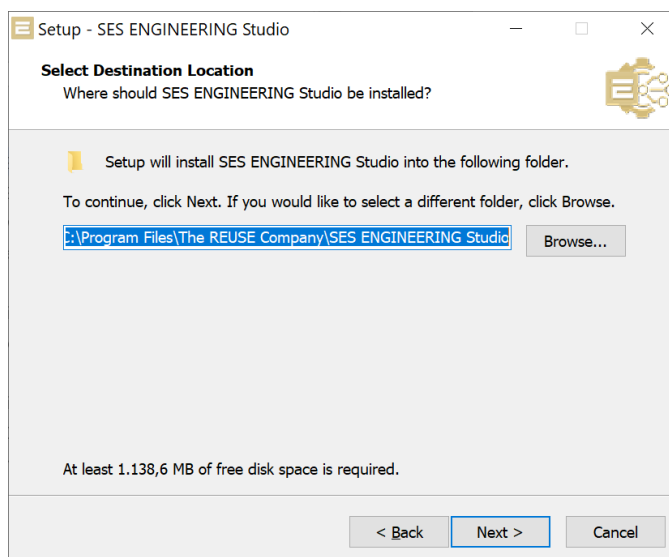 Setup - SES ENGINEERING Studio
Select Destination Location
Where should SES ENGINEERING Studio be installed?
Setup will install SES ENGINEERING Studio into the following folder.
To continue, click Next. If you would like to select a different folder, click Browse.
C:\Program Files\The REUSE Company\SES ENGINEERING Studio
Browse...
At least 1.138,6 MB of free disk space is required.
< Back
Next >
Cancel